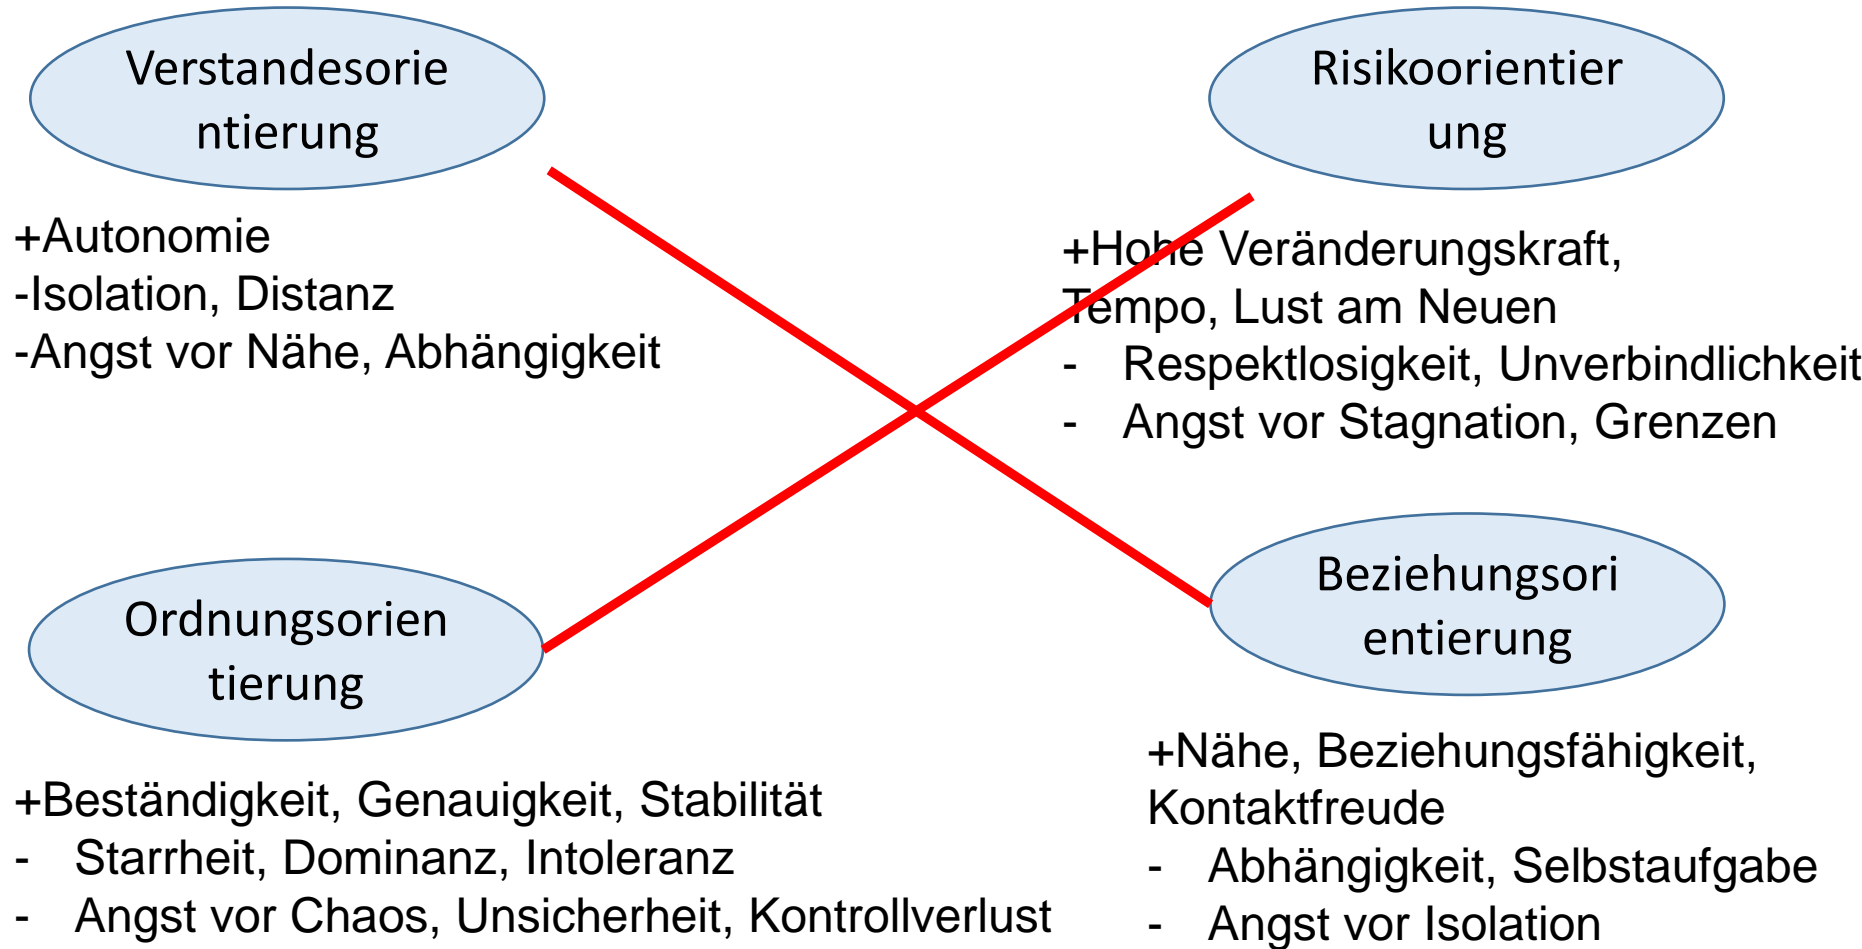 Verstandesorie
ntierung
+Autonomie
-Isolation, Distanz
-Angst vor Nähe, Abhängigkeit
Risikoorientier
ung
+Hohe Veränderungskraft,
Tempo, Lust am Neuen
- Respektlosigkeit, Unverbindlichkeit
- Angst vor Stagnation, Grenzen
Ordnungsorien
tierung
+Beständigkeit, Genauigkeit, Stabilität
- Starrheit, Dominanz, Intoleranz
- Angst vor Chaos, Unsicherheit, Kontrollverlust
Beziehungsori
entierung
+Nähe, Beziehungsfähigkeit,
Kontaktfreude
- Abhängigkeit, Selbstaufgabe
- Angst vor Isolation